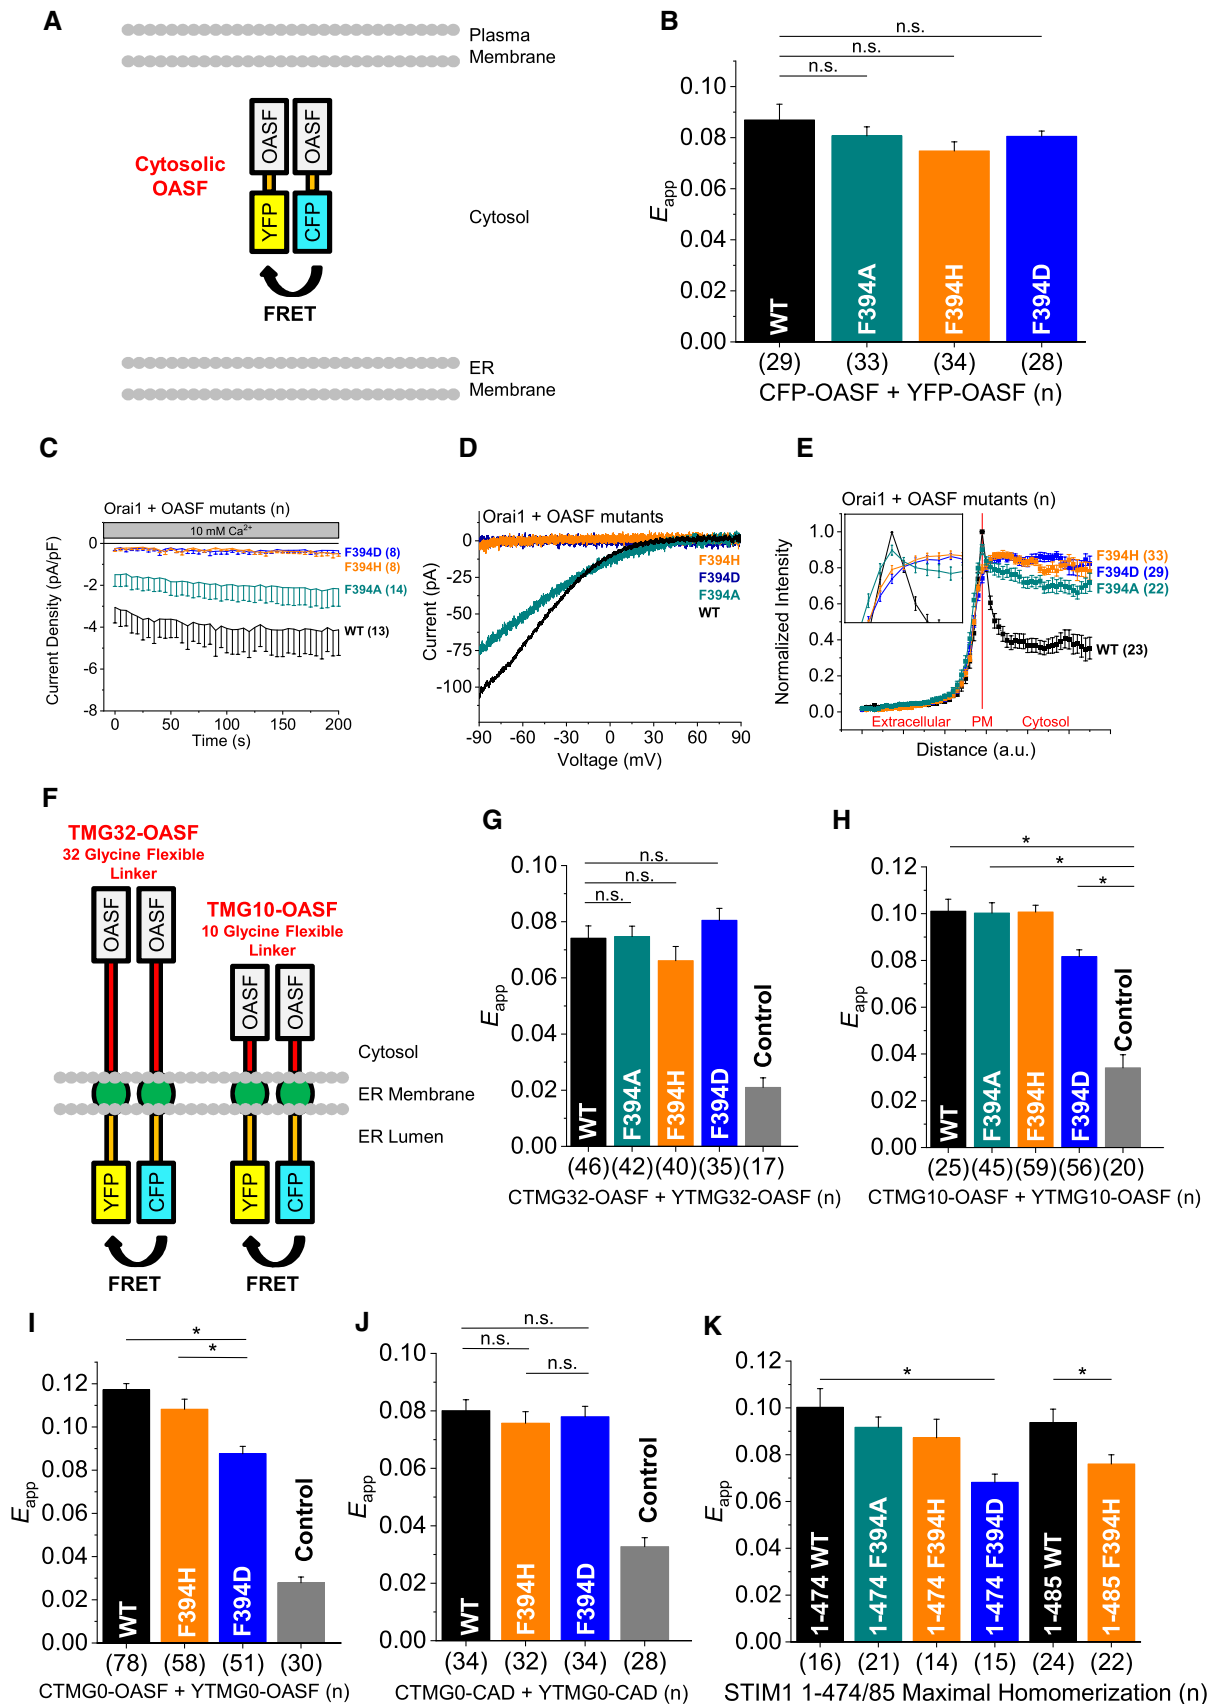 A
Plasma
Membrane
Cytosolic
OASF
OASF
OASF
YFP
CFP
FRET
Cytosol
ER
Membrane
B
n.s.
n.s.
n.s.
0.10
0.08
0.06
0.04
0.02
0.00
Eapp
WT
F394A
F394H
F394D
(29)
(33)
(34)
(28)
CFP-OASF + YFP-OASF (n)
C
Orai1 + OASF mutants (n)
10 mM Ca2+
0
-2
-4
-6
-8
Current Density (pA/pF)
F394D (8)
F394H (8)
F394A (14)
WT (13)
0
50
100
150
200
Time (s)
D
Orai1 + OASF mutants
0
-25
-50
-75
-100
Current (pA)
F394H
F394D
F394A
WT
-90
-60
-30
0
30
60
90
Voltage (mV)
E
Orai1 + OASF mutants (n)
1.0
0.8
0.6
0.4
0.2
0.0
Normalized Intensity
F394H (33)
F394D (29)
F394A (22)
WT (23)
Extracellular
PM
Cytosol
Distance (a.u.)
F
TMG32-OASF
32 Glycine Flexible
Linker
OASF
OASF
TMG10-OASF
10 Glycine Flexible
Linker
OASF
OASF
Cytosol
ER Membrane
ER Lumen
YFP
CFP
YFP
CFP
FRET
FRET
G
n.s.
n.s.
n.s.
0.10
0.08
0.06
0.04
0.02
0.00
Eapp
WT
F394A
F394H
F394D
Control
(46)
(42)
(40)
(35)
(17)
CTMG32-OASF + YTMG32-OASF (n)
H
*
*
*
0.12
0.10
0.08
0.06
0.04
0.02
0.00
Eapp
WT
F394A
F394H
F394D
Control
(25)
(45)
(59)
(56)
(20)
CTMG10-OASF + YTMG10-OASF (n)
I
*
*
0.12
0.10
0.08
0.06
0.04
0.02
0.00
Eapp
WT
F394H
F394D
Control
(78)
(58)
(51)
(30)
CTMG0-OASF + YTMG0-OASF (n)
J
n.s.
n.s.
n.s.
0.10
0.08
0.06
0.04
0.02
0.00
Eapp
WT
F394H
F394D
Control
(34)
(32)
(34)
(28)
CTMG0-CAD + YTMG0-CAD (n)
K
*
*
0.12
0.10
0.08
0.06
0.04
0.02
0.00
Eapp
1-474 WT
1-474 F394A
1-474 F394H
1-474 F394D
1-485 WT
1-485 F394H
(16)
(21)
(14)
(15)
(24)
(22)
STIM1 1-474/85 Maximal Homomerization (n)